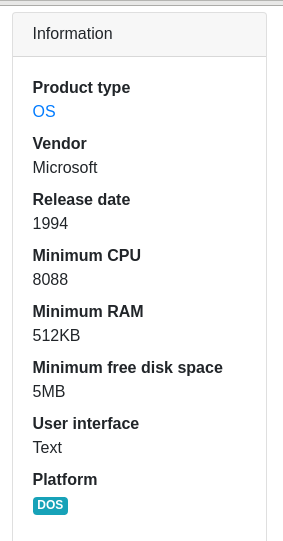 Information
Product type
OS
Vendor
Microsoft
Release date
1994
Minimum CPU
8088
Minimum RAM
512KB
Minimum free disk space
5MB
User interface
Text
Platform
DOS